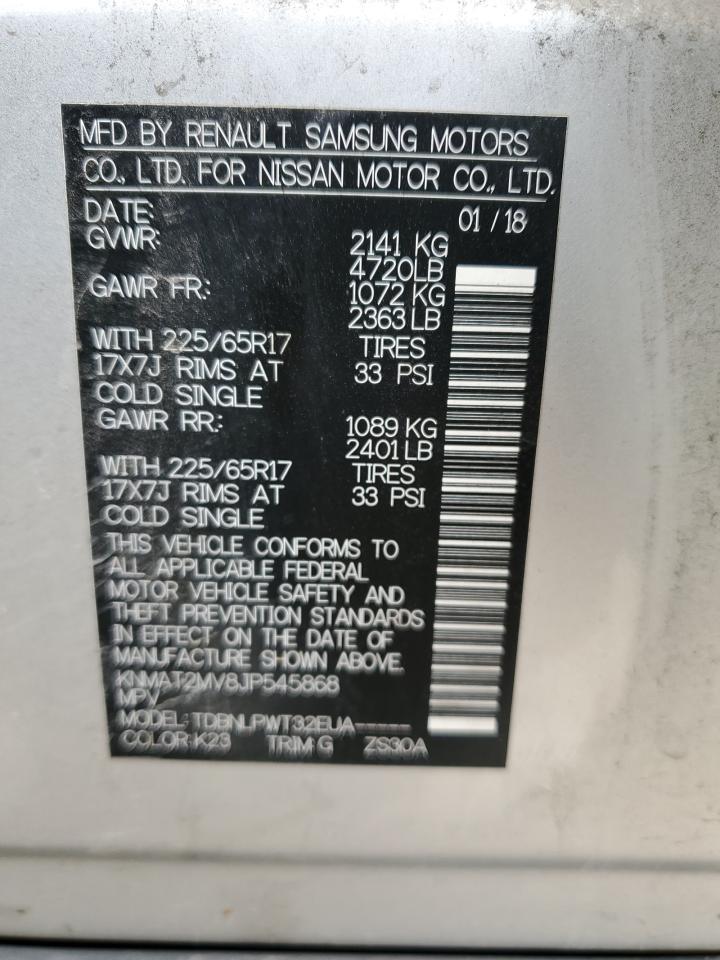 MFD BY RENAULT SAMSUNG MOTORS
CO., LTD. FOR NISSAN MOTOR CO., LTD.
DATE: 01 / 18
GVWR: 2141 KG
4720LB
GAWR FR.: 1072 KG
2363 LB
WITH 225/65R17 TIRES
17X7J RIMS AT 33 PSI
COLD SINGLE
GAWR RR.: 1089 KG
2401 LB
WITH 225/65R17 TIRES
17X7J RIMS AT 33 PSI
COLD SINGLE
THIS VEHICLE CONFORMS TO
ALL APPLICABLE FEDERAL
MOTOR VEHICLE SAFETY AND
THEFT PREVENTION STANDARDS
IN EFFECT ON THE DATE OF
MANUFACTURE SHOWN ABOVE.
KNMAT2MV8JP545868
MPV
MODEL: TDBNLPWT32EUA-----
COLOR: K23 TRIM: G ZS30A